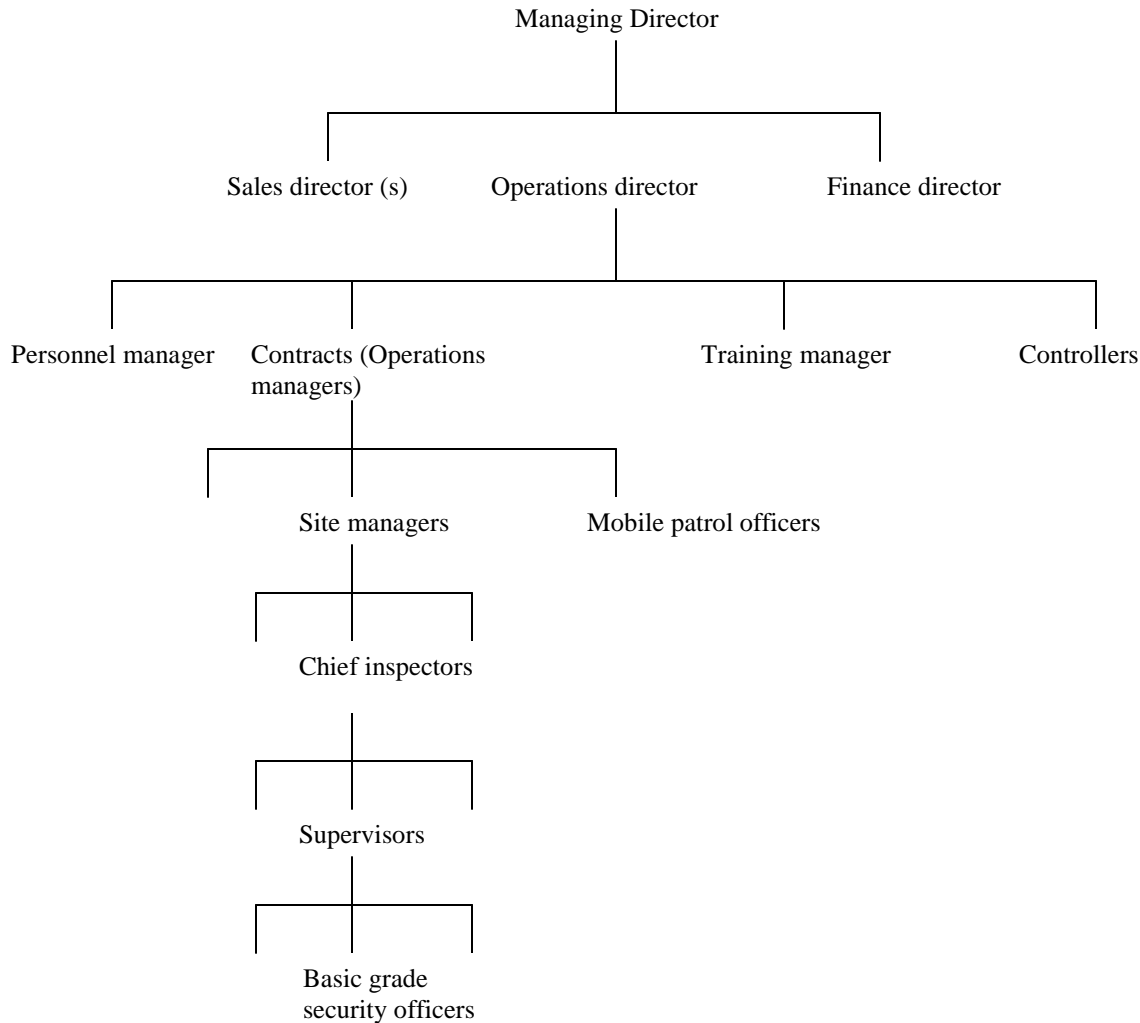 Managing Director
Sales director (s)
Operations director
Finance director
Personnel manager
Contracts (Operations
managers)
Training manager
Controllers
Site managers
Mobile patrol officers
Chief inspectors
Supervisors
Basic grade
security officers